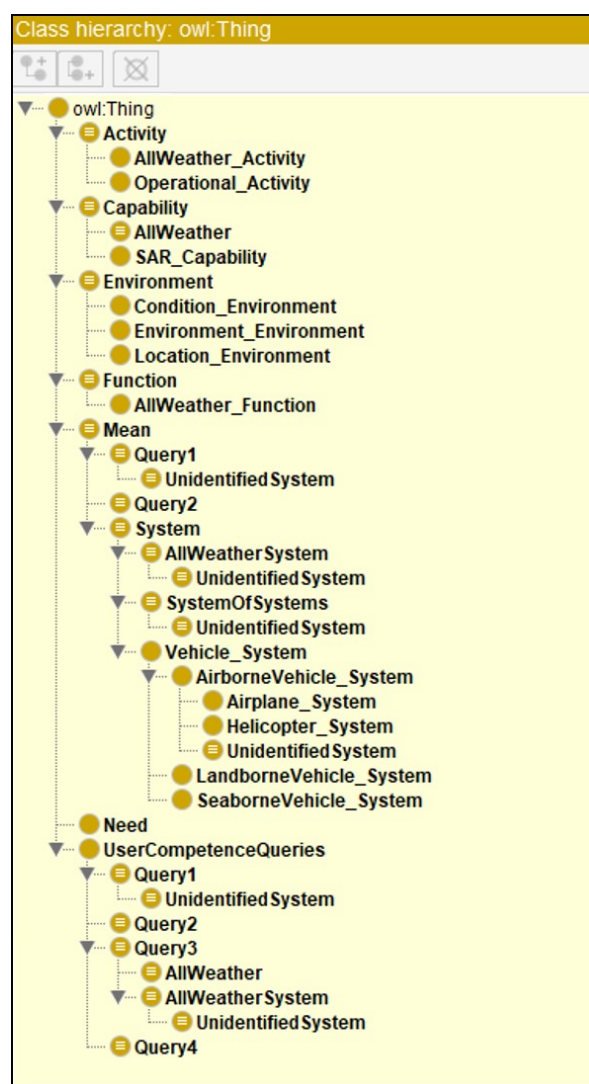 Class hierarchy: owl:Thing
owl:Thing
Activity
AllWeather_Activity
Operational_Activity
Capability
AllWeather
SAR_Capability
Environment
Condition_Environment
Environment_Environment
Location_Environment
Function
AllWeather_Function
Mean
Query1
UnidentifiedSystem
Query2
System
AllWeatherSystem
UnidentifiedSystem
SystemOfSystems
UnidentifiedSystem
Vehicle_System
AirborneVehicle_System
Airplane_System
Helicopter_System
UnidentifiedSystem
LandborneVehicle_System
SeaborneVehicle_System
Need
UserCompetenceQueries
Query1
UnidentifiedSystem
Query2
Query3
AllWeather
AllWeatherSystem
UnidentifiedSystem
Query4